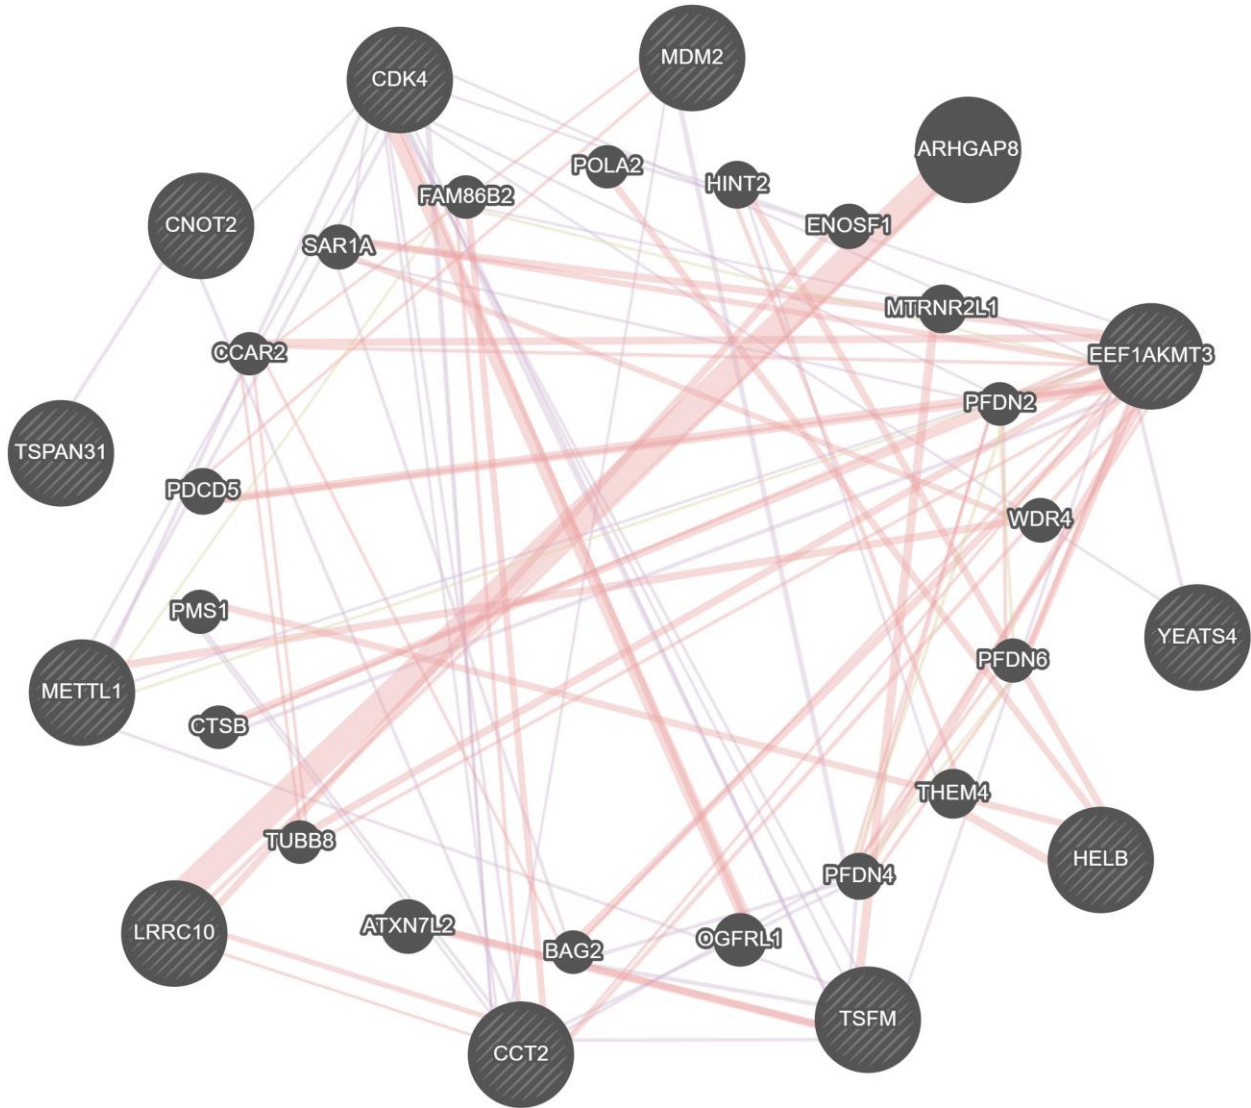 MDM2
CDK4
ARHGAP8
POLA2
HINT2
FAM86B2
CNOT2
ENOSF1
SAR1A
MTRNR2L1
CCAR2
EEF1AKMT3
PFDN2
TSPAN31
PDCD5
WDR4
PMS1
YEATS4
PFDN6
METTL1
CTSB
THEM4
TUBB8
HELB
PFDN4
ATXN7L2
LRRC10
OGFRL1
BAG2
TSFM
CCT2